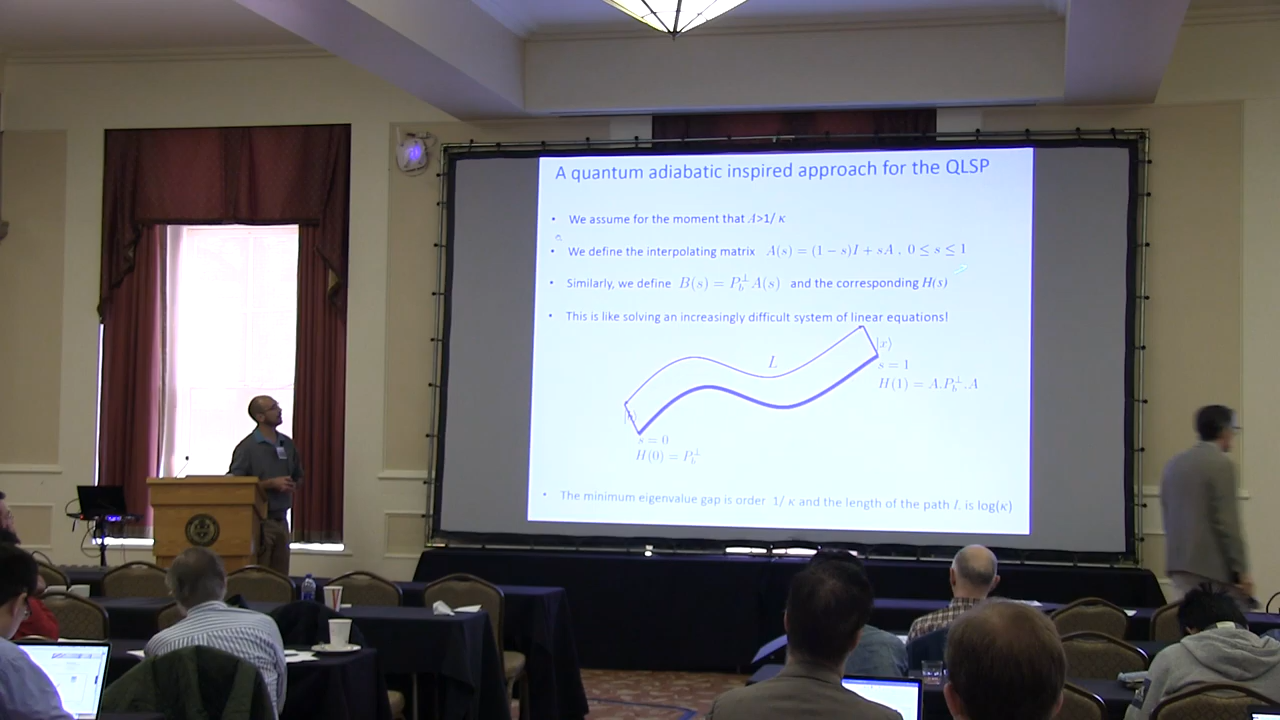 A quantum adiabatic inspired approach for the QLSP
• We assume for the moment that A>1/ κ
• We define the interpolating matrix A(s) = (1 − s)I + sA , 0 ≤ s ≤ 1
• Similarly, we define B(s) = P_b^⊥ A(s) and the corresponding H(s)
• This is like solving an increasingly difficult system of linear equations!
L
|x⟩
s = 1
H(1) = A.P_b^⊥.A
|b⟩
s = 0
H(0) = P_b^⊥
• The minimum eigenvalue gap is order 1/ κ and the length of the path L is log(κ)